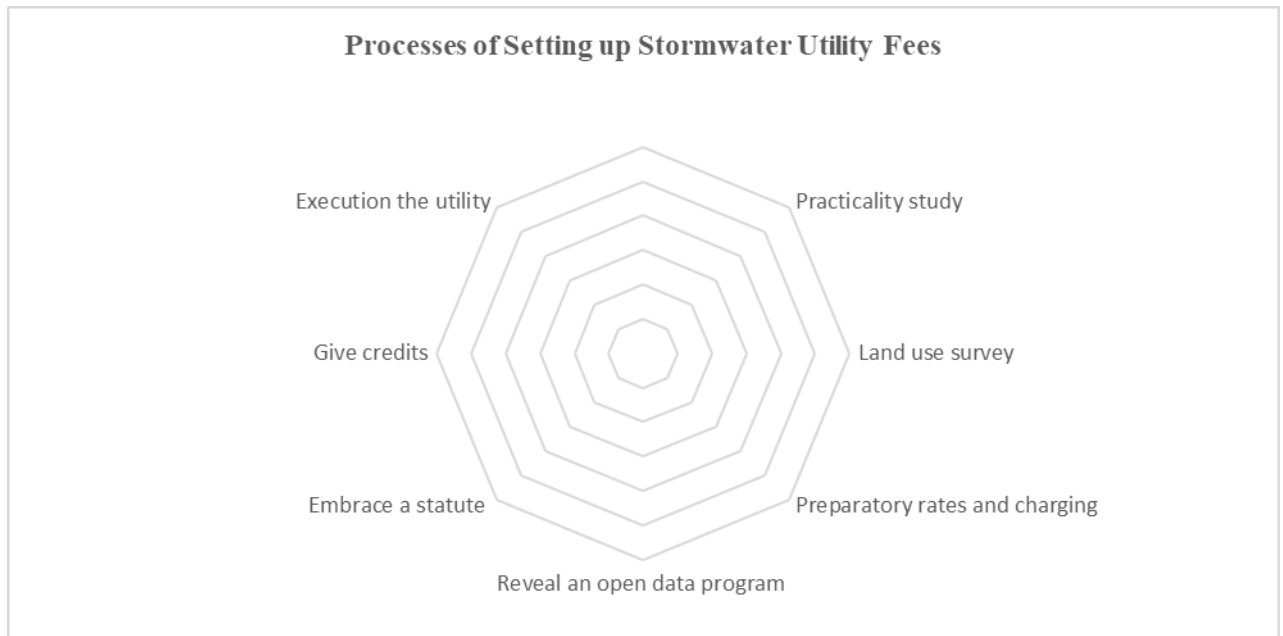 Processes of Setting up Stormwater Utility Fees
Execution the utility
Practicality study
Give credits
Land use survey
Embrace a statute
Preparatory rates and charging
Reveal an open data program